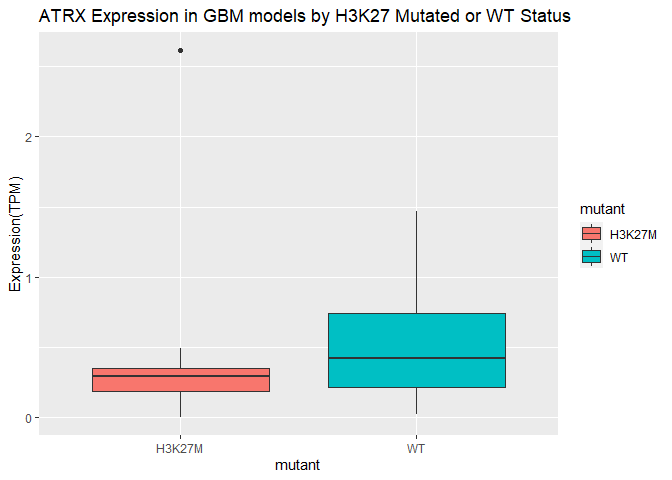 ATRX Expression in GBM models by H3K27 Mutated or WT Status
Expression(TPM)
2
1
0
H3K27M
WT
mutant
mutant
H3K27M
WT